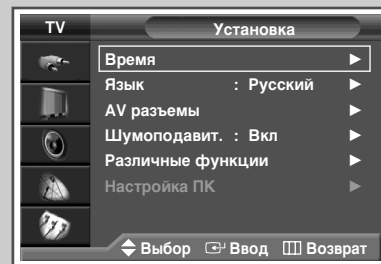 TV Установка
Время ►
Язык : Русский ►
AV разъемы ►
Шумоподавит. : Вкл ►
Различные функции ►
Настройка ПК ►
Выбор Ввод Возврат